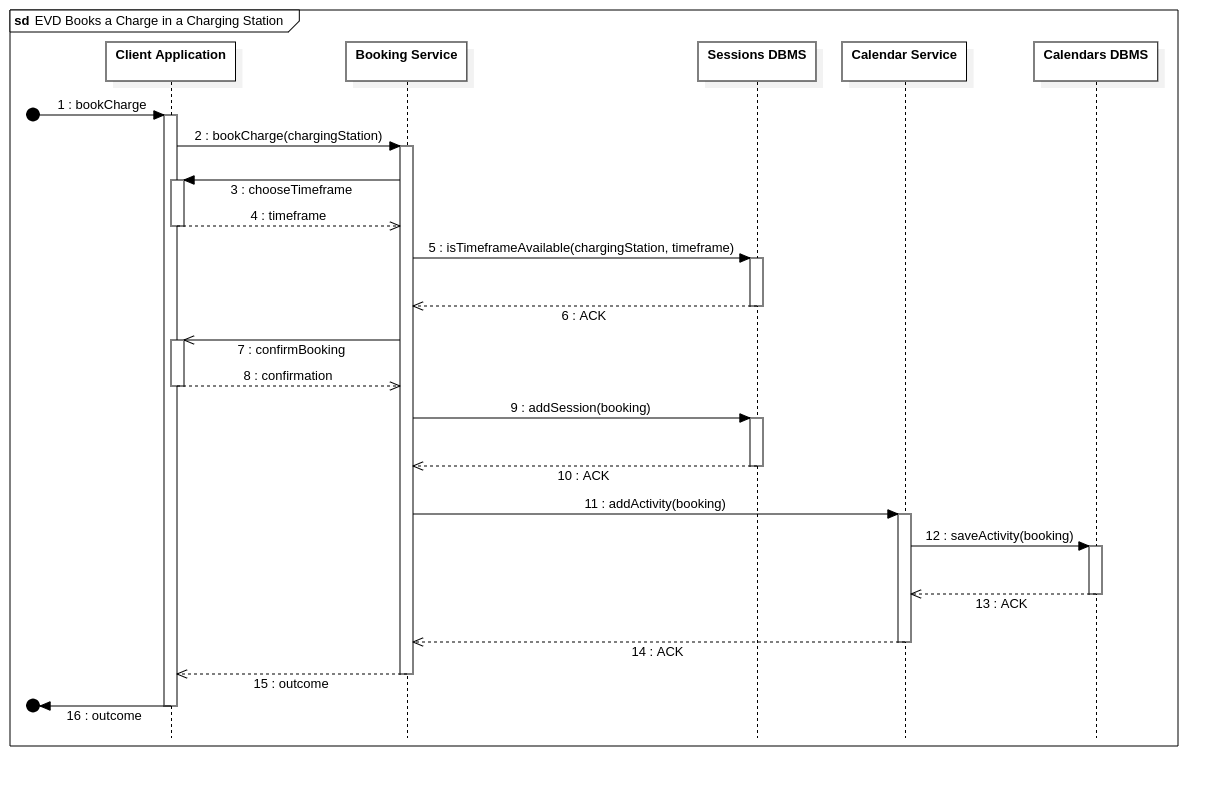 sd EVD Books a Charge in a Charging Station
Client Application
Booking Service
Sessions DBMS
Calendar Service
Calendars DBMS
1 : bookCharge
2 : bookCharge(chargingStation)
3 : chooseTimeframe
4 : timeframe
5 : isTimeframeAvailable(chargingStation, timeframe)
6 : ACK
7 : confirmBooking
8 : confirmation
9 : addSession(booking)
10 : ACK
11 : addActivity(booking)
12 : saveActivity(booking)
13 : ACK
14 : ACK
15 : outcome
16 : outcome